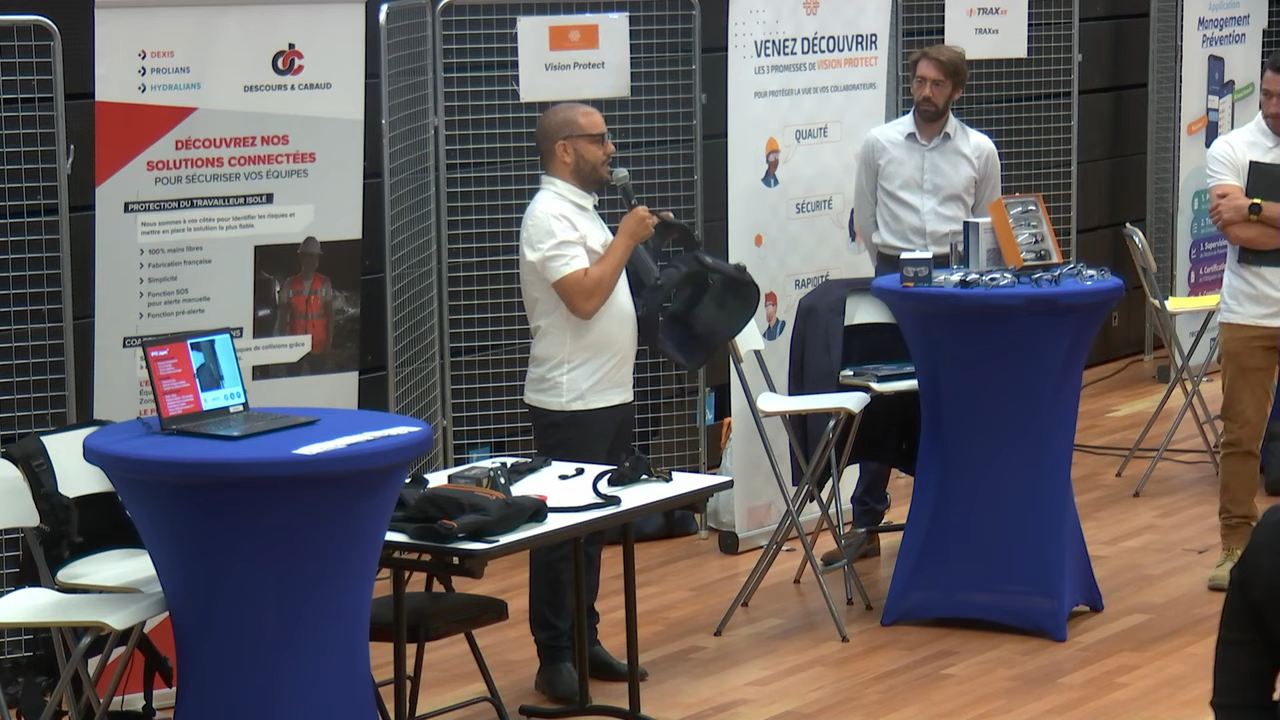 DEXIS
PROLIANS
HYDRALIANS
DESCOURS & CABAUD
DÉCOUVREZ NOS
SOLUTIONS CONNECTÉES
POUR SÉCURISER VOS ÉQUIPES
PROTECTION DU TRAVAILLEUR ISOLE
Nous sommes à vos côtés pour identifier les risques et
mettre en place la solution la plus fiable.
100% mains libres
Fabrication française
Simplicité
Fonction SOS
pour alerte manuelle
Fonction pré-alerte
Vision Protect
VENEZ DÉCOUVRIR
LES 3 PROMESSES DE VISION PROTECT
POUR PROTÉGER LA VUE DE VOS COLLABORATEURS
QUALITÉ
SÉCURITÉ
RAPIDITÉ
TRAXxs
TRAXxs
Application
Management
Prévention